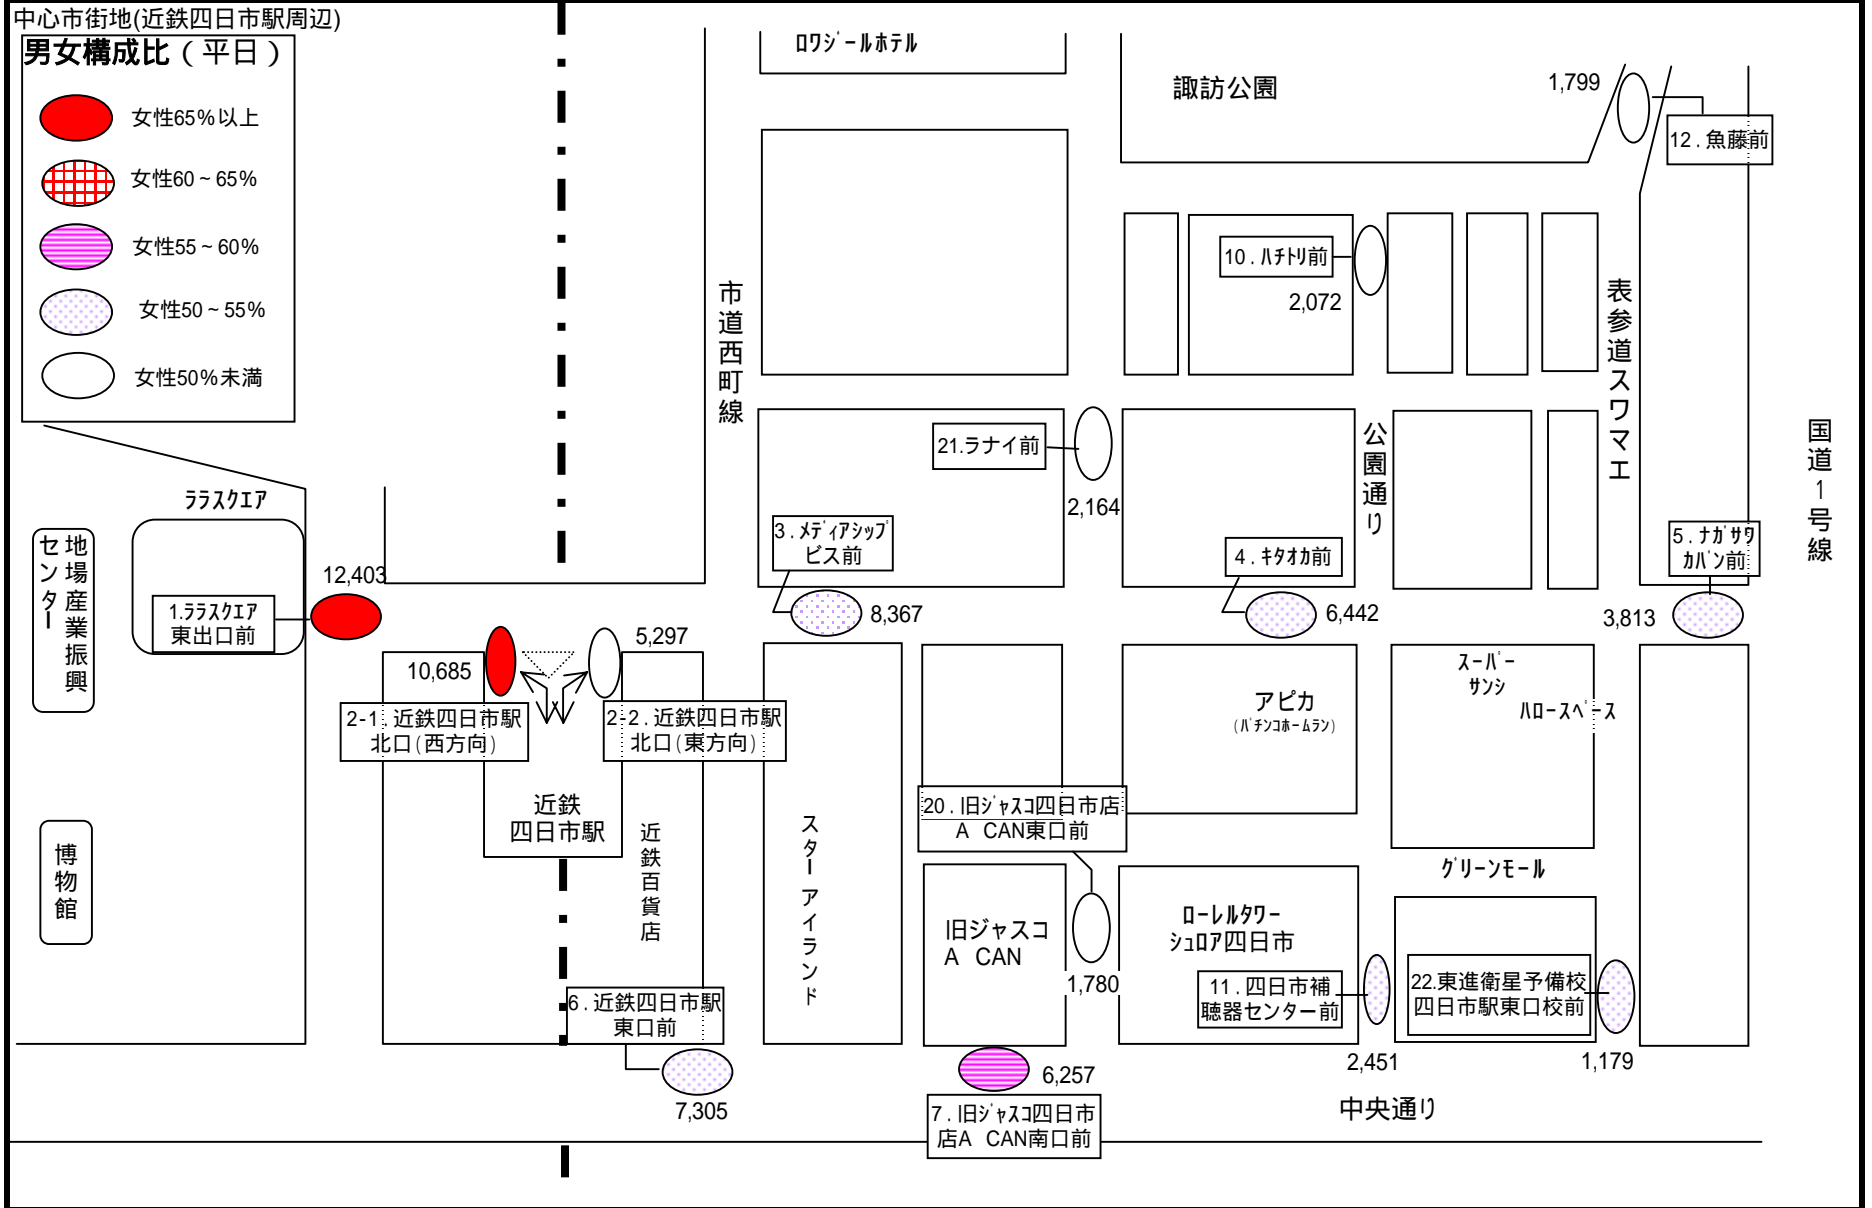 中心市街地(近鉄四日市駅周辺)
男女構成比（平日）
女性65%以上
女性60～65%
女性55～60%
女性50～55%
女性50%未満
ﾛﾜｼﾞｰﾙﾎﾃﾙ
諏訪公園
1,799
12．魚藤前
10．ﾊﾁﾄﾘ前
2,072
市道西町線
表参道スワマエ
国道1号線
公園通り
21.ラナイ前
2,164
ﾗﾗｽｸｴｱ
地場産業振興
センター
12,403
1.ﾗﾗｽｸｴｱ
東出口前
3．ﾒﾃﾞｨｱｼｯﾌﾟ
ビス前
8,367
4．ｷﾀｵｶ前
6,442
5．ﾅｶﾞｻﾜ
ｶﾊﾞﾝ前
3,813
10,685
5,297
2-1．近鉄四日市駅
北口(西方向)
2-2．近鉄四日市駅
北口(東方向)
近鉄
四日市駅
近鉄百貨店
スターアイランド
アピカ
(ﾊﾟﾁﾝｺﾎｰﾑﾗﾝ)
ｽｰﾊﾟｰ
ｻﾝｼ
ﾊﾛｰｽﾍﾟｰｽ
20．旧ｼﾞｬｽｺ四日市店
A CAN東口前
博物館
ｸﾞﾘｰﾝﾓｰﾙ
旧ジャスコ
A CAN
1,780
ﾛｰﾚﾙﾀﾜｰ
ｼｭﾛｱ四日市
11．四日市補
聴器センター前
2,451
22.東進衛星予備校
四日市駅東口校前
1,179
6．近鉄四日市駅
東口前
7,305
6,257
7．旧ｼﾞｬｽｺ四日市
店A CAN南口前
中央通り